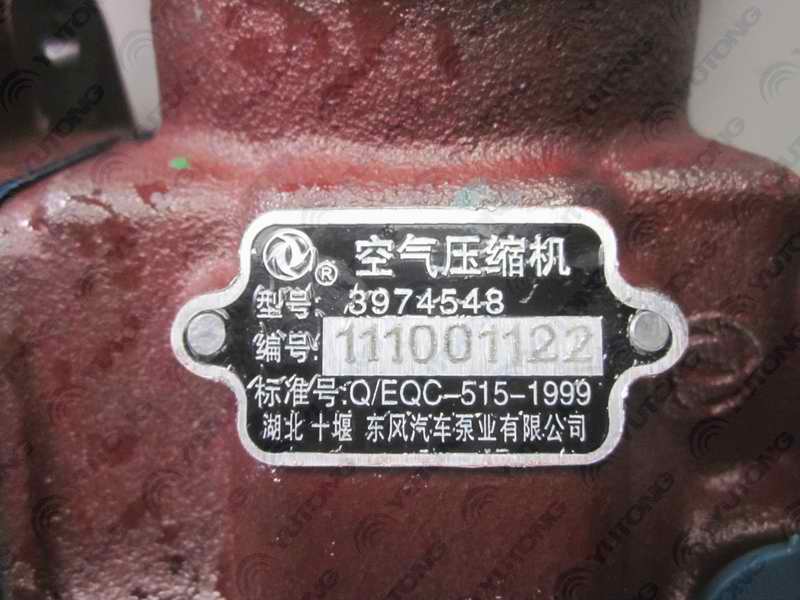 ® 空气压缩机
型号: 3974548
编号: 111001122
标准号:Q/EQC-515-1999
湖北 十堰 东风汽车泵业有限公司
YUTONG